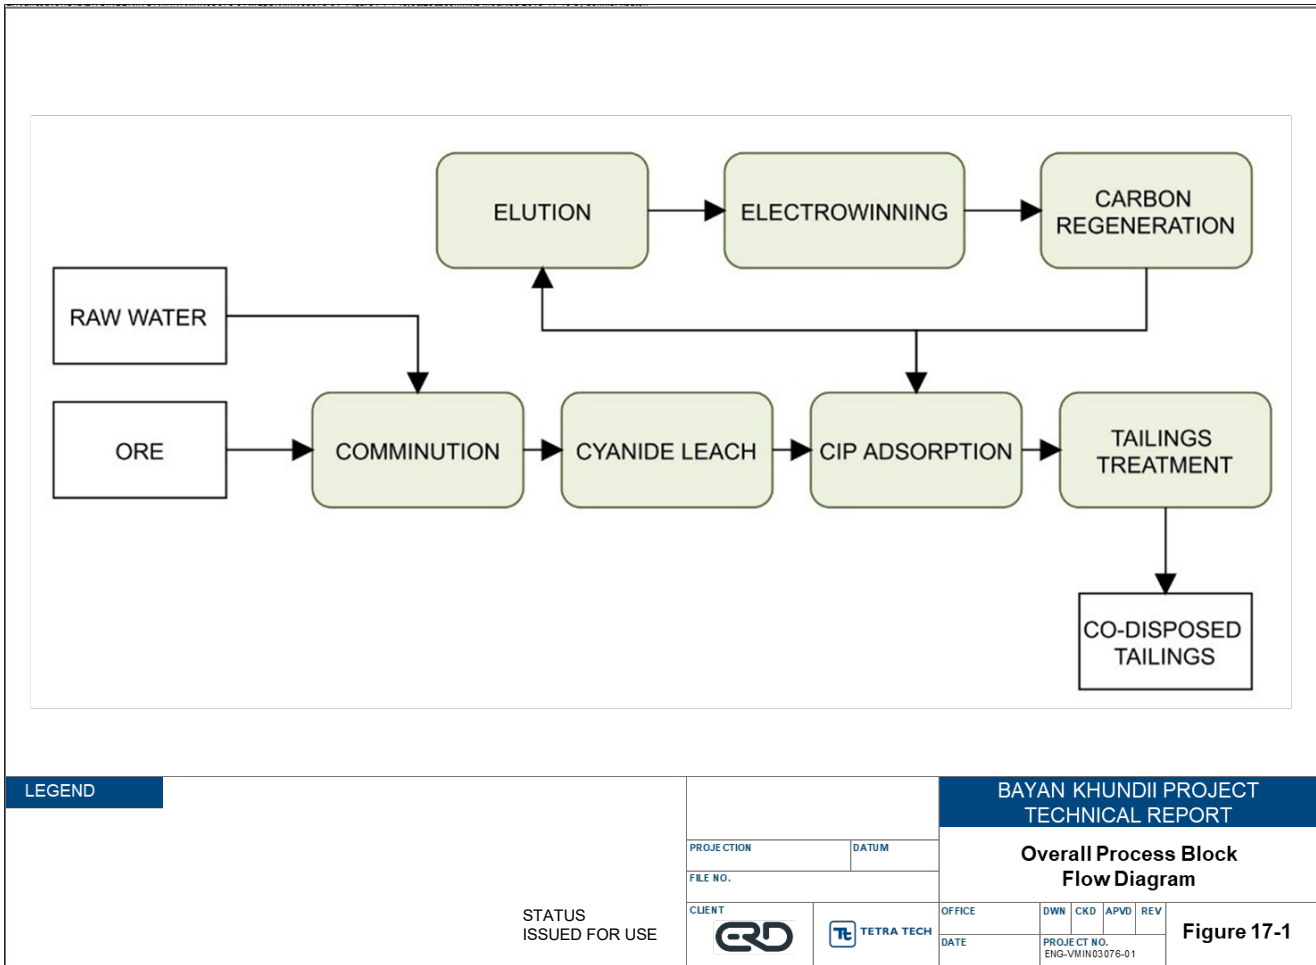 ELUTION
ELECTROWINNING
CARBON
REGENERATION
RAW WATER
ORE
COMMINUTION
CYANIDE LEACH
CIP ADSORPTION
TAILINGS
TREATMENT
CO-DISPOSED
TAILINGS
LEGEND
STATUS
ISSUED FOR USE
PROJECTION
DATUM
FILE NO.
CLIENT
ERD
Tt TETRA TECH
BAYAN KHUNDII PROJECT
TECHNICAL REPORT
Overall Process Block
Flow Diagram
OFFICE
DWN CKD APVD REV
DATE
PROJECT NO.
ENG-VMIN03076-01
Figure 17-1